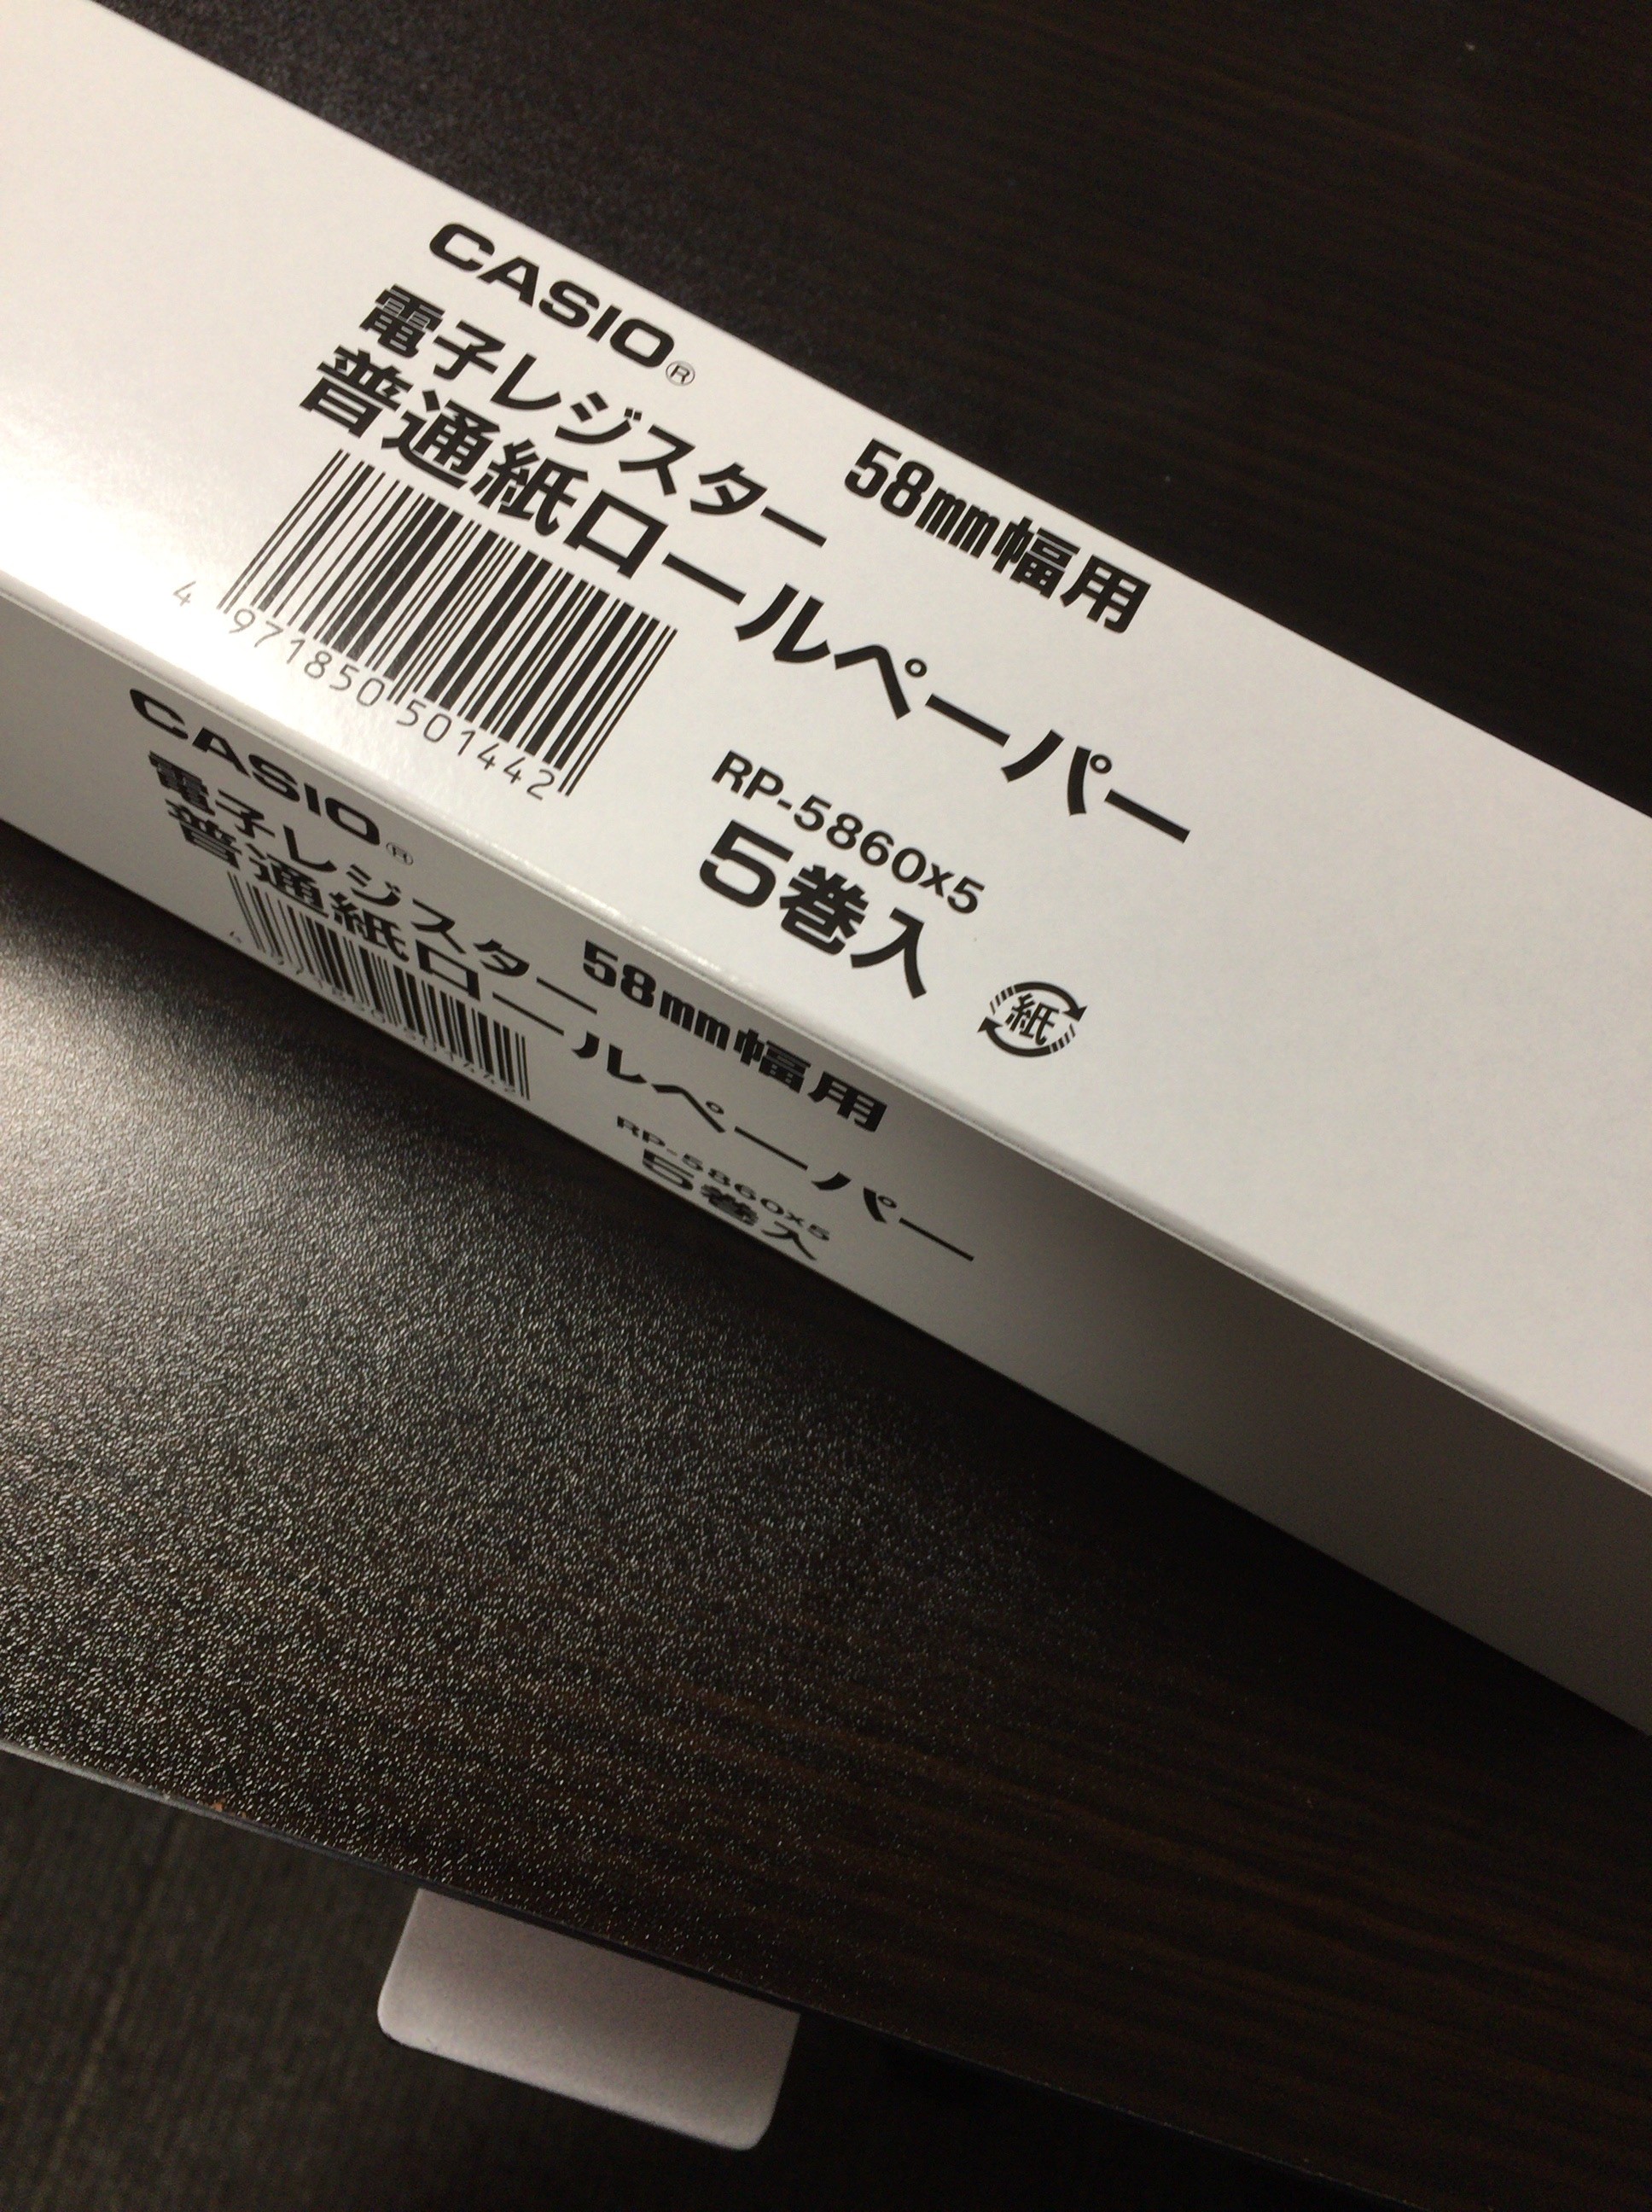 CASIO®
電子レジスター 58mm幅用
普通紙ロールペーパー
4 971850 501442
RP-5860x5
5巻入
紙
CASIO®
電子レジスター 58mm幅用
普通紙ロールペーパー
RP-5860x5
5巻入